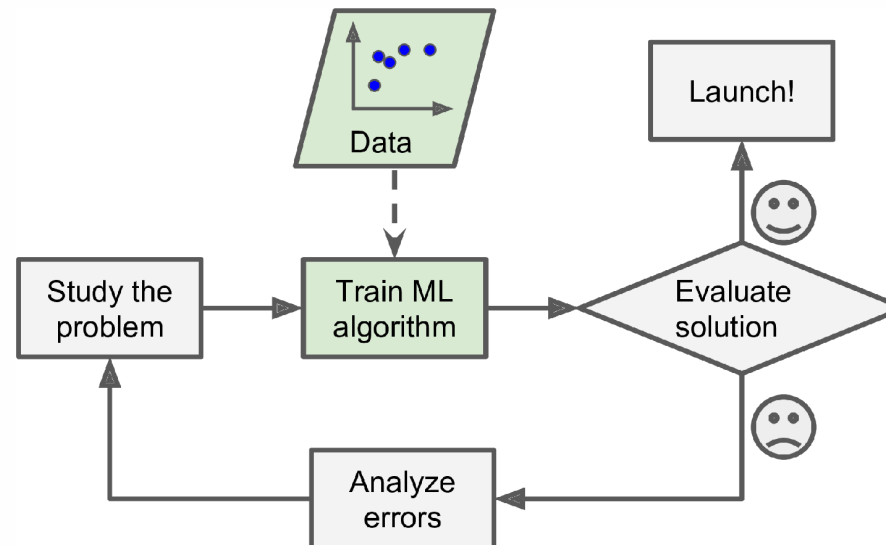 Data
Launch!
Study the
problem
Train ML
algorithm
Evaluate
solution
Analyze
errors